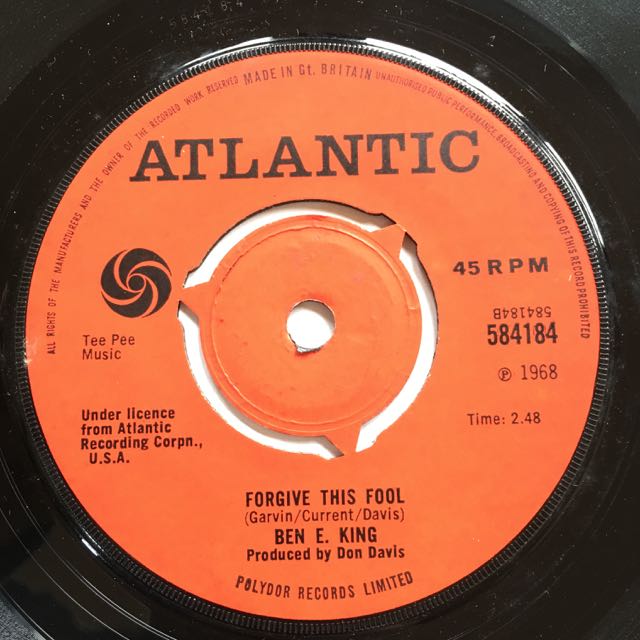 ALL RIGHTS OF THE MANUFACTURERS AND THE OWNER OF THE RECORDED WORK RESERVED MADE IN Gt. BRITAIN UNAUTHORISED PUBLIC PERFORMANCE, BROADCASTING AND COPYING OF THIS RECORD PROHIBITED
ATLANTIC
45 RPM
584184B
584184
℗ 1968
Tee Pee
Music
Time: 2.48
Under licence
from Atlantic
Recording Corpn.,
U.S.A.
FORGIVE THIS FOOL
(Garvin/Current/Davis)
BEN E. KING
Produced by Don Davis
POLYDOR RECORDS LIMITED